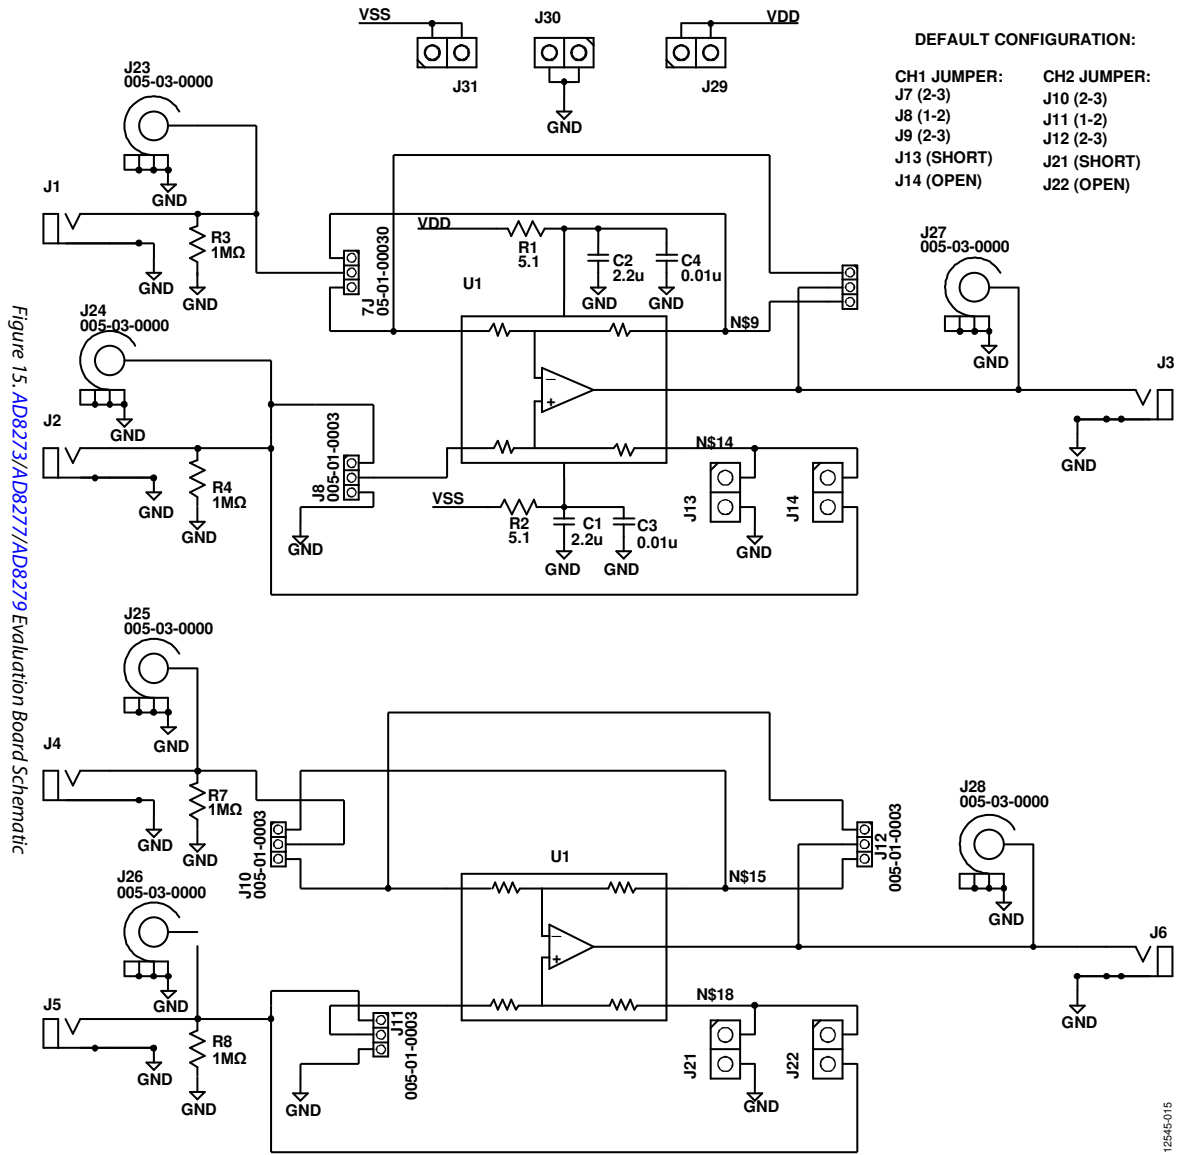 VSS
J31
J30
GND
VDD
J29
DEFAULT CONFIGURATION:
CH1 JUMPER:
J7 (2-3)
J8 (1-2)
J9 (2-3)
J13 (SHORT)
J14 (OPEN)
CH2 JUMPER:
J10 (2-3)
J11 (1-2)
J12 (2-3)
J21 (SHORT)
J22 (OPEN)
J23
005-03-0000
GND
J1
GND
R3
1MΩ
GND
7J
05-01-00030
VDD
R1
5.1
C2
2.2u
GND
C4
0.01u
GND
U1
N$9
J27
005-03-0000
GND
J3
GND
J24
005-03-0000
GND
J2
GND
R4
1MΩ
GND
J8
005-01-0003
GND
VSS
R2
5.1
C1
2.2u
GND
C3
0.01u
GND
N$14
J13
GND
J14
J25
005-03-0000
GND
J4
GND
R7
1MΩ
GND
J10
005-01-0003
U1
N$15
J12
005-01-0003
J28
005-03-0000
GND
J6
GND
J26
005-03-0000
GND
J5
GND
R8
1MΩ
GND
J11
005-01-0003
GND
N$18
J21
GND
J22
Figure 15. AD8273/AD8277/AD8279 Evaluation Board Schematic
12545-015